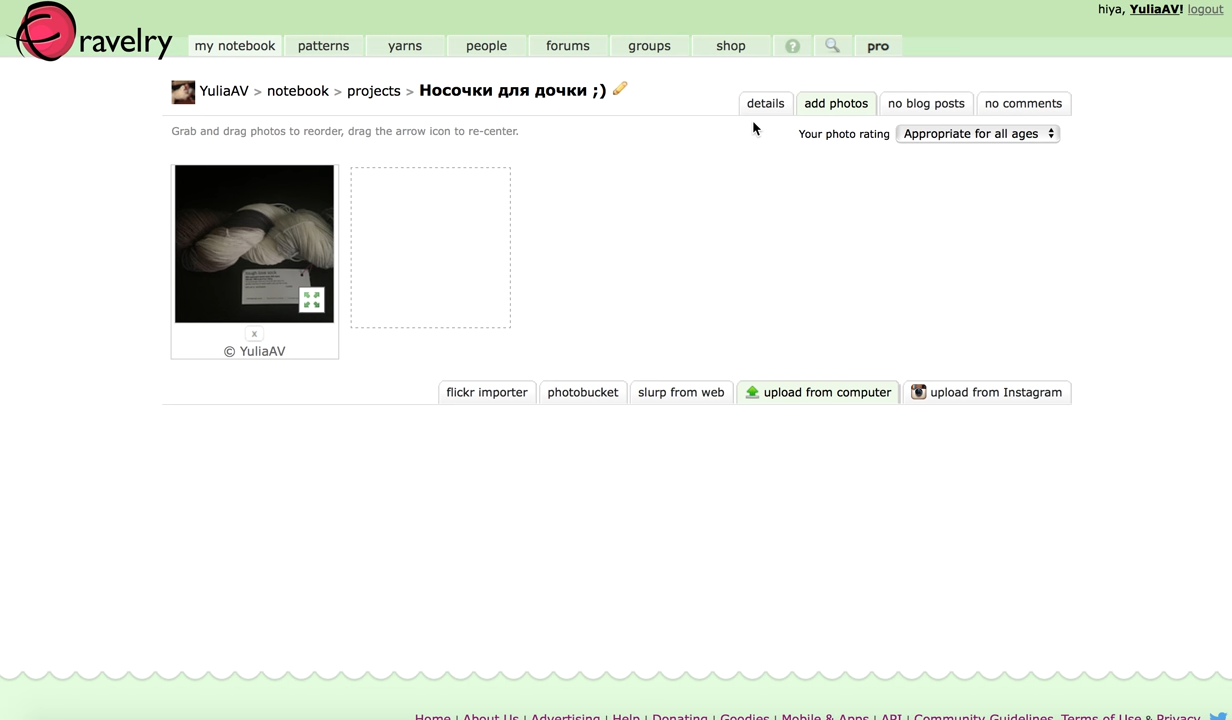 hiya, YuliaAV! logout
ravelry
my notebook patterns yarns people forums groups shop ? pro
YuliaAV > notebook > projects > Носочки для дочки ;)
details add photos no blog posts no comments
Grab and drag photos to reorder, drag the arrow icon to re-center.
Your photo rating Appropriate for all ages
x
© YuliaAV
flickr importer photobucket slurp from web upload from computer upload from Instagram
Home | About Us | Advertising | Help | Donating | Goodies | Mobile & Apps | API | Community Guidelines, Terms of Use & Privacy